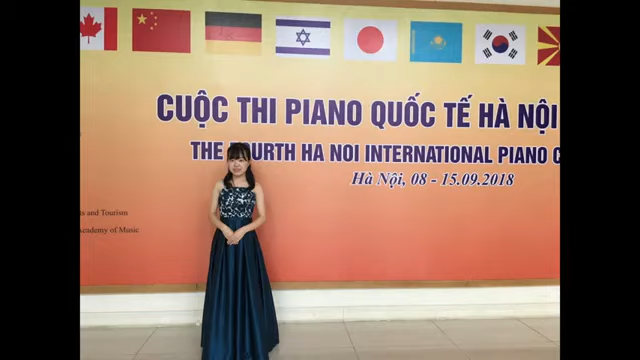 CUỘC THI PIANO QUỐC TẾ HÀ NỘI
THE FOURTH HA NOI INTERNATIONAL PIANO
Hà Nội, 08 - 15.09.2018
and Tourism
Academy of Music